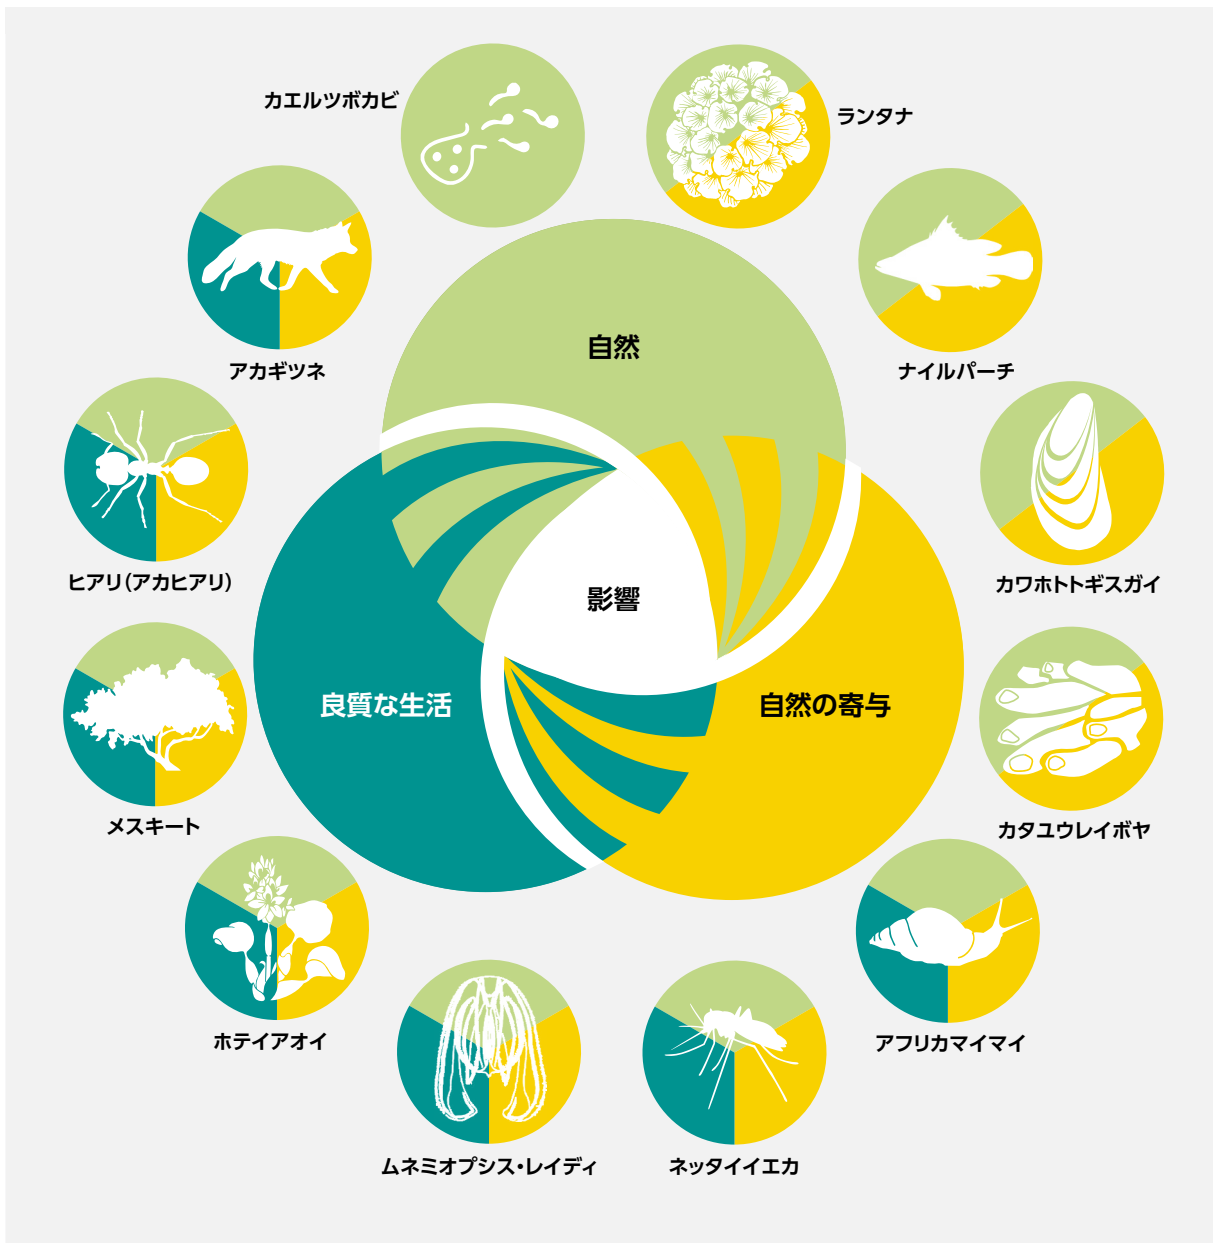 カエルツボカビ
ランタナ
アカギツネ
ナイルパーチ
自然
ヒアリ(アカヒアリ)
カワホトトギスガイ
影響
良質な生活
自然の寄与
メスキート
カタユウレイボヤ
ホテイアオイ
アフリカマイマイ
ムネミオプシス・レイディ
ネッタイイエカ